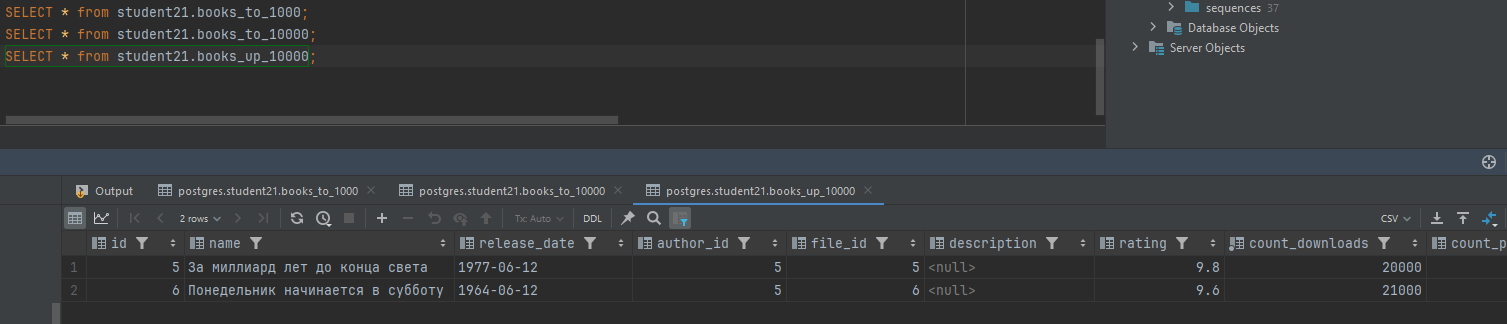 SELECT * from student21.books_to_1000;
SELECT * from student21.books_to_10000;
SELECT * from student21.books_up_10000;
sequences 37
Database Objects
Server Objects
Output postgres.student21.books_to_1000 postgres.student21.books_to_10000 postgres.student21.books_up_10000
2 rows Tx: Auto DDL CSV
id name release_date author_id file_id description rating count_downloads count_p
1 5 За миллиард лет до конца света 1977-06-12 5 5 <null> 9.8 20000
2 6 Понедельник начинается в субботу 1964-06-12 5 6 <null> 9.6 21000